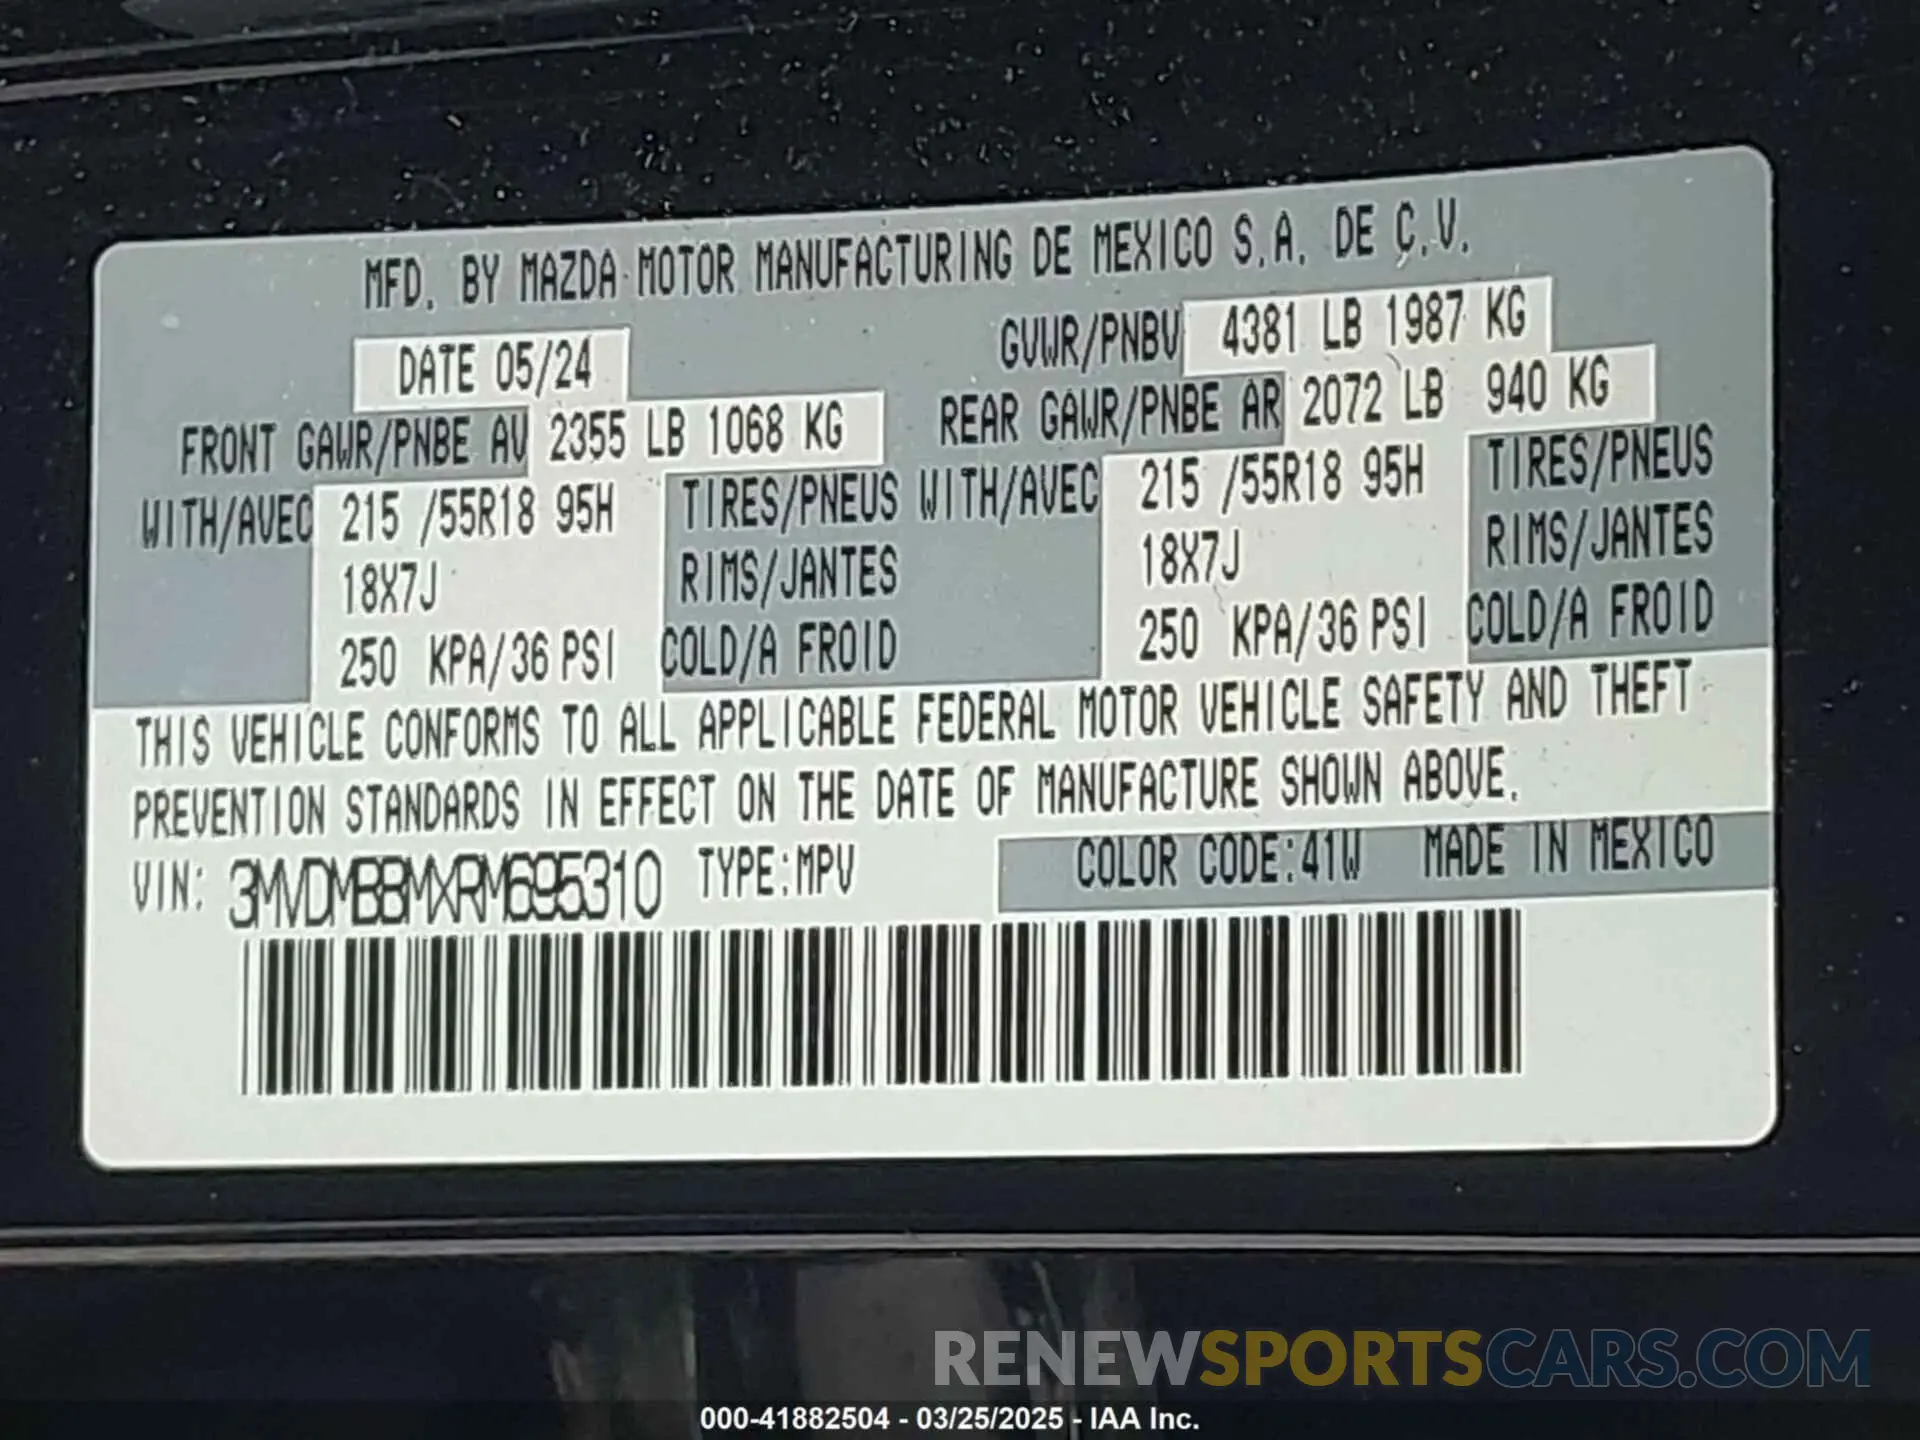 MFD. BY MAZDA MOTOR MANUFACTURING DE MEXICO S.A. DE C.V.
DATE 05/24 GVWR/PNBV 4381 LB 1987 KG
FRONT GAWR/PNBE AV 2355 LB 1068 KG REAR GAWR/PNBE AR 2072 LB 940 KG
WITH/AVEC 215 /55R18 95H TIRES/PNEUS WITH/AVEC 215 /55R18 95H TIRES/PNEUS
18X7J RIMS/JANTES 18X7J RIMS/JANTES
250 KPA/36 PSI COLD/A FROID 250 KPA/36 PSI COLD/A FROID
THIS VEHICLE CONFORMS TO ALL APPLICABLE FEDERAL MOTOR VEHICLE SAFETY AND THEFT
PREVENTION STANDARDS IN EFFECT ON THE DATE OF MANUFACTURE SHOWN ABOVE.
VIN: 3MVDMBBMXRM695310 TYPE:MPV COLOR CODE:41W MADE IN MEXICO
RENEWSPORTSCARS.COM
000-41882504 - 03/25/2025 - IAA Inc.